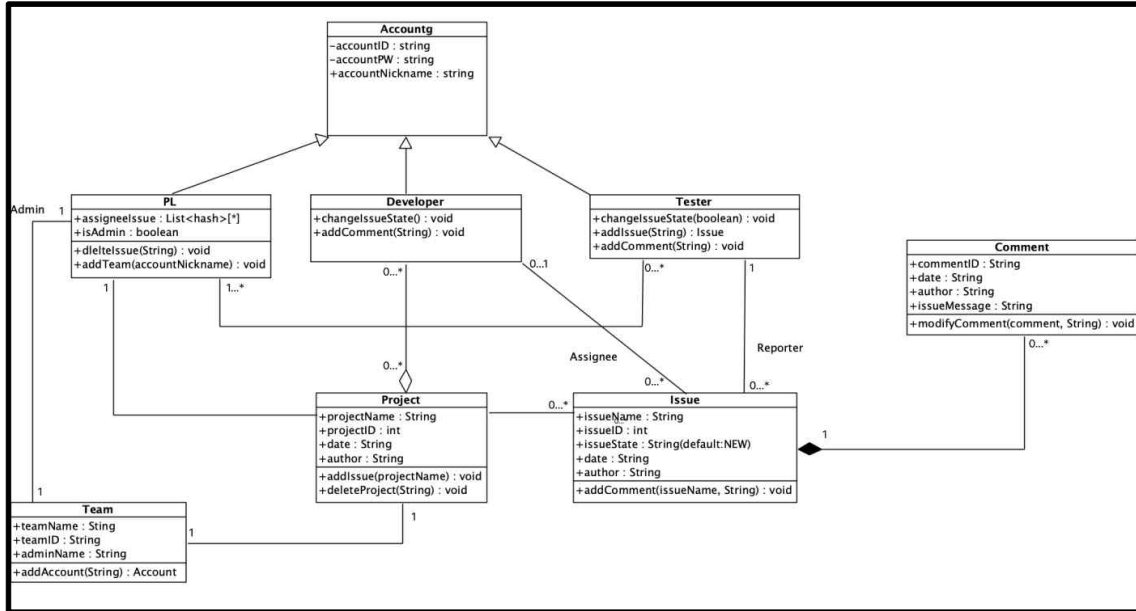 Accountg
-accountID : string
-accountPW : string
+accountNickname : string
PL
+assigneeIssue : List<hash>[*]
+isAdmin : boolean
+dlelteIssue(String) : void
+addTeam(accountNickname) : void
Developer
+changeIssueState() : void
+addComment(String) : void
Tester
+changeIssueState(boolean) : void
+addIssue(String) : Issue
+addComment(String) : void
Comment
+commentID : String
+date : String
+author : String
+issueMessage : String
+modifyComment(comment, String) : void
Admin
1
1
1...*
0...*
0...1
0...*
1
0...*
Assignee
Reporter
0...*
0...*
0...*
0...*
Project
+projectName : String
+projectID : int
+date : String
+author : String
+addIssue(projectName) : void
+deleteProject(String) : void
Issue
+issueName : String
+issueID : int
+issueState : String(default:NEW)
+date : String
+author : String
+addComment(issueName, String) : void
1
1
Team
+teamName : Sting
+teamID : String
+adminName : String
+addAccount(String) : Account
1
1